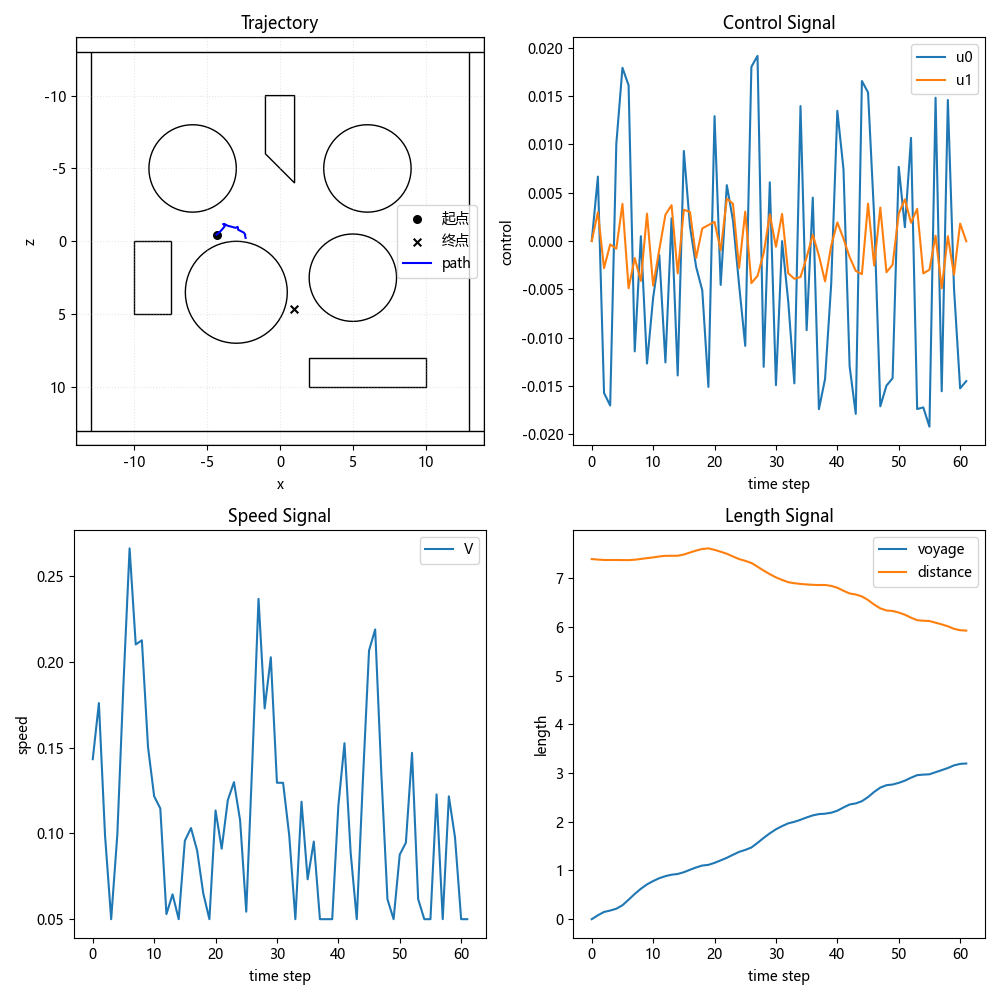 Trajectory
-10
-5
0
5
10
z
-10
-5
0
5
10
x
起点
终点
path
Control Signal
0.020
0.015
0.010
0.005
0.000
-0.005
-0.010
-0.015
-0.020
control
0
10
20
30
40
50
60
time step
u0
u1
Speed Signal
0.25
0.20
0.15
0.10
0.05
speed
0
10
20
30
40
50
60
time step
V
Length Signal
7
6
5
4
3
2
1
0
length
0
10
20
30
40
50
60
time step
voyage
distance